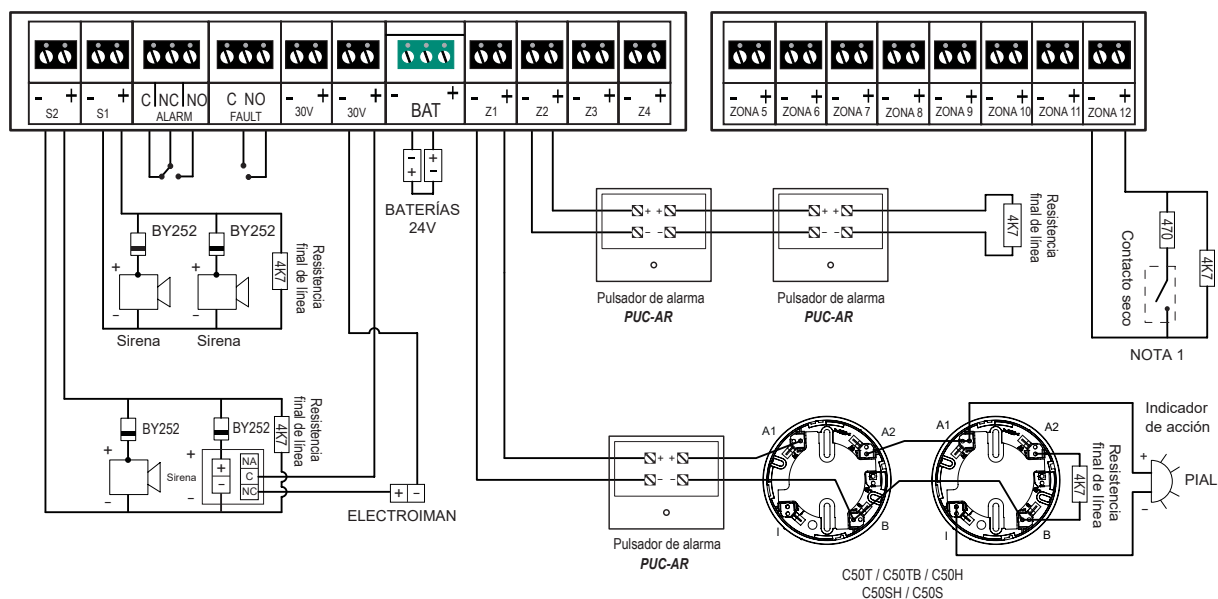 - + - + C NC NO C NO - + - + - + - + - + - + - +
S2 S1 ALARM FAULT 30V 30V BAT Z1 Z2 Z3 Z4
- + - + - + - + - + - + - + - +
ZONA 5 ZONA 6 ZONA 7 ZONA 8 ZONA 9 ZONA 10 ZONA 11 ZONA 12
- + + -
BATERÍAS
24V
BY252 BY252
4K7
Resistencia
final de línea
+ - + -
Sirena Sirena
+ + - -
+ + - -
Pulsador de alarma
PUC-AR
+ + - -
Pulsador de alarma
PUC-AR
4K7
Resistencia
final de línea
470
Contacto seco
4K7
NOTA 1
BY252 BY252
4K7
Resistencia
final de línea
+ - Sirena + -
+ -
NA
C
NC
+ -
ELECTROIMAN
+ + - -
Pulsador de alarma
PUC-AR
A1 A2 I B
A1 A2 I B
C50T / C50TB / C50H
C50SH / C50S
4K7
Resistencia
final de línea
Indicador
de acción
+ -
PIAL